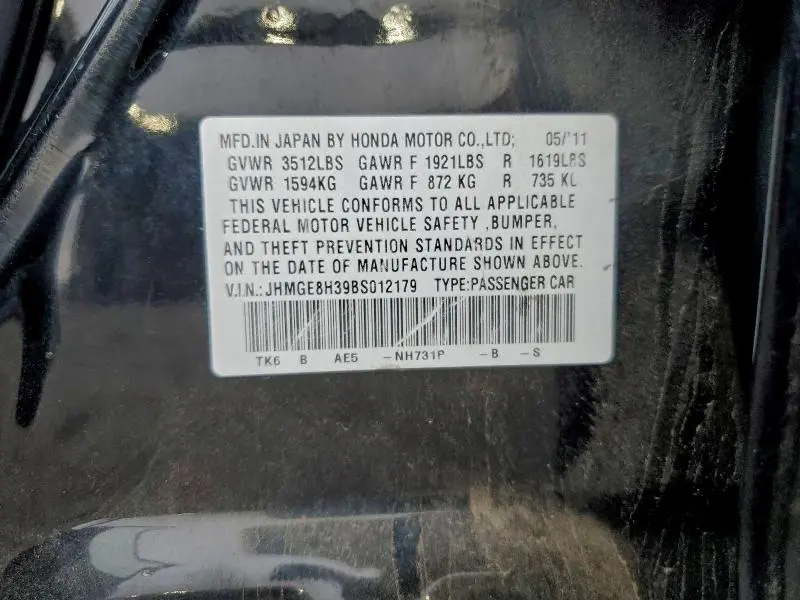 MFD.IN JAPAN BY HONDA MOTOR CO.,LTD; 05/'11
GVWR 3512LBS GAWR F 1921LBS R 1619LBS
GVWR 1594KG GAWR F 872 KG R 735 KG
THIS VEHICLE CONFORMS TO ALL APPLICABLE
FEDERAL MOTOR VEHICLE SAFETY ,BUMPER,
AND THEFT PREVENTION STANDARDS IN EFFECT
ON THE DATE OF MANUFACTURE SHOWN ABOVE.
V.I.N.:JHMGE8H39BS012179 TYPE:PASSENGER CAR
TK6 B AE5 -NH731P -B -S